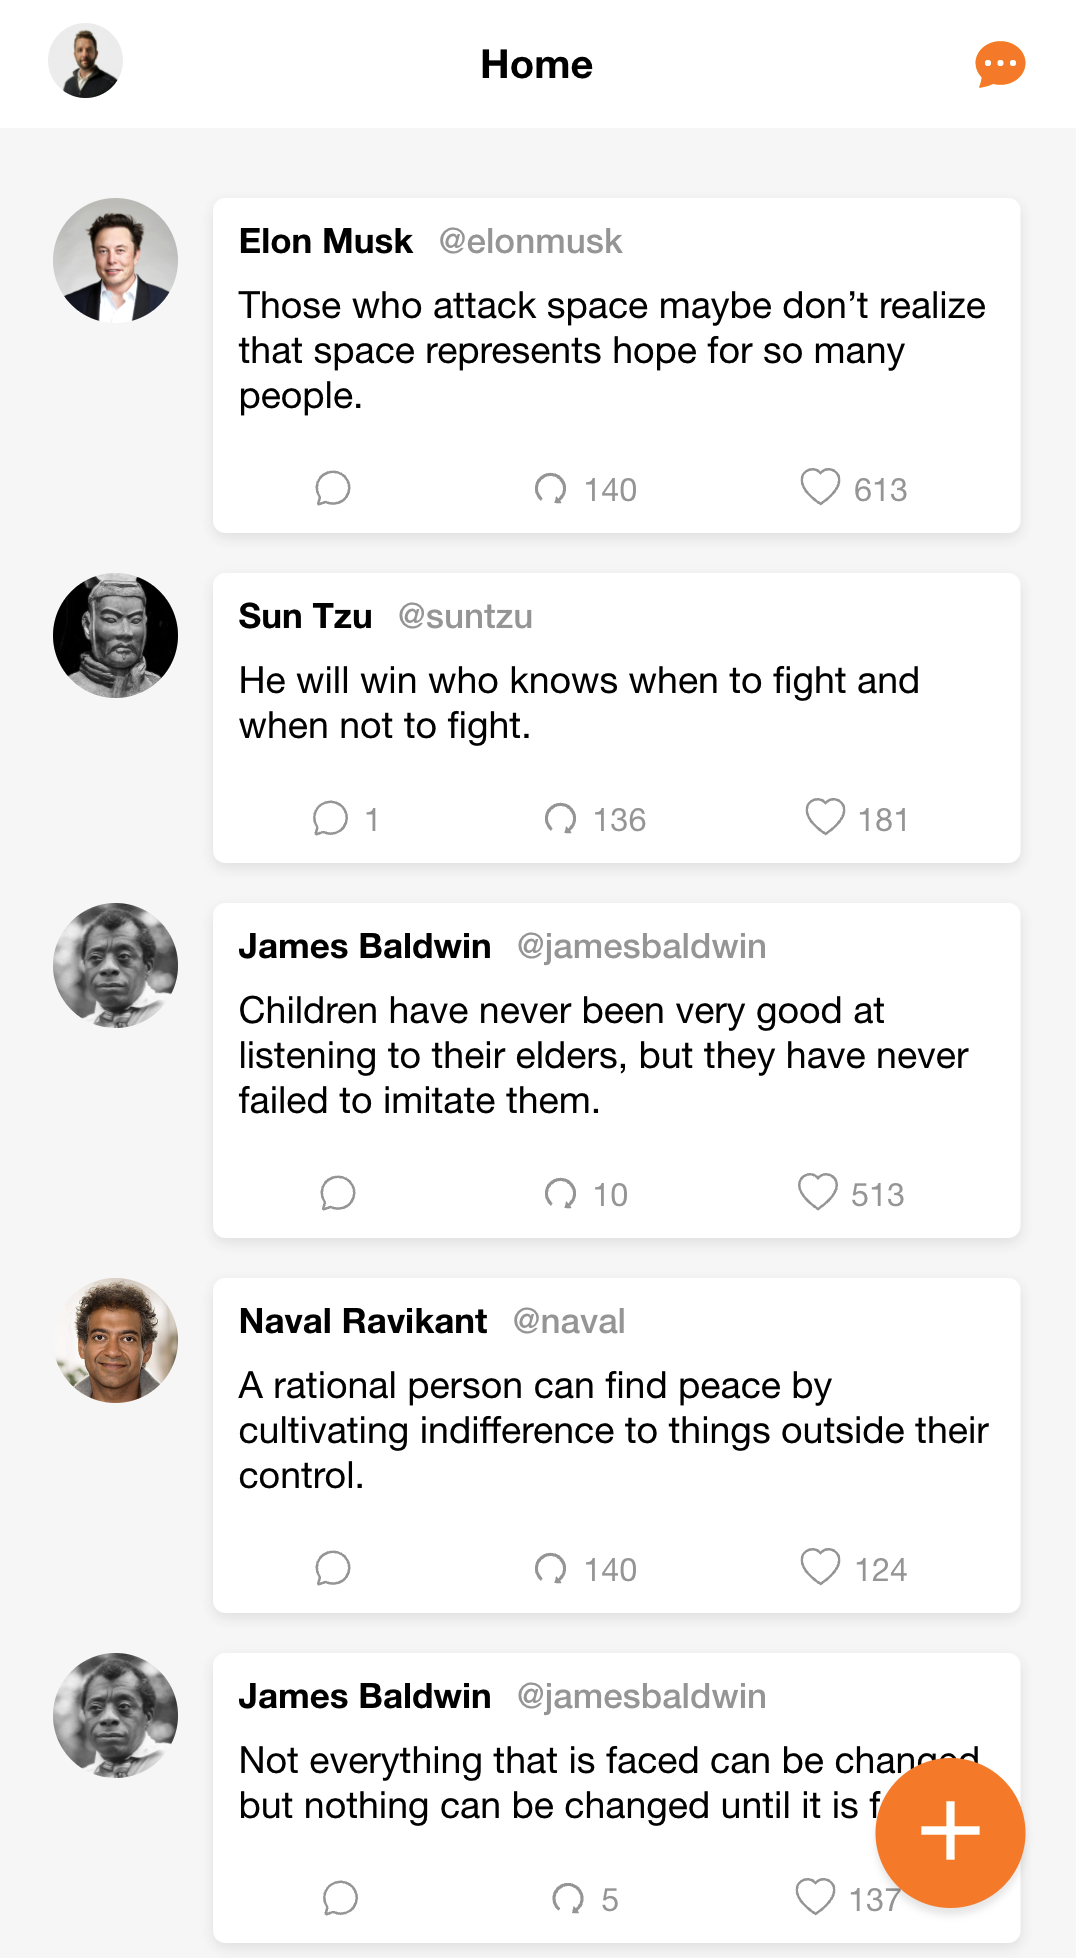 Home
Elon Musk @elonmusk
Those who attack space maybe don’t realize
that space represents hope for so many
people.
140 613
Sun Tzu @suntzu
He will win who knows when to fight and
when not to fight.
1 136 181
James Baldwin @jamesbaldwin
Children have never been very good at
listening to their elders, but they have never
failed to imitate them.
10 513
Naval Ravikant @naval
A rational person can find peace by
cultivating indifference to things outside their
control.
140 124
James Baldwin @jamesbaldwin
Not everything that is faced can be changed
but nothing can be changed until it is
5 137